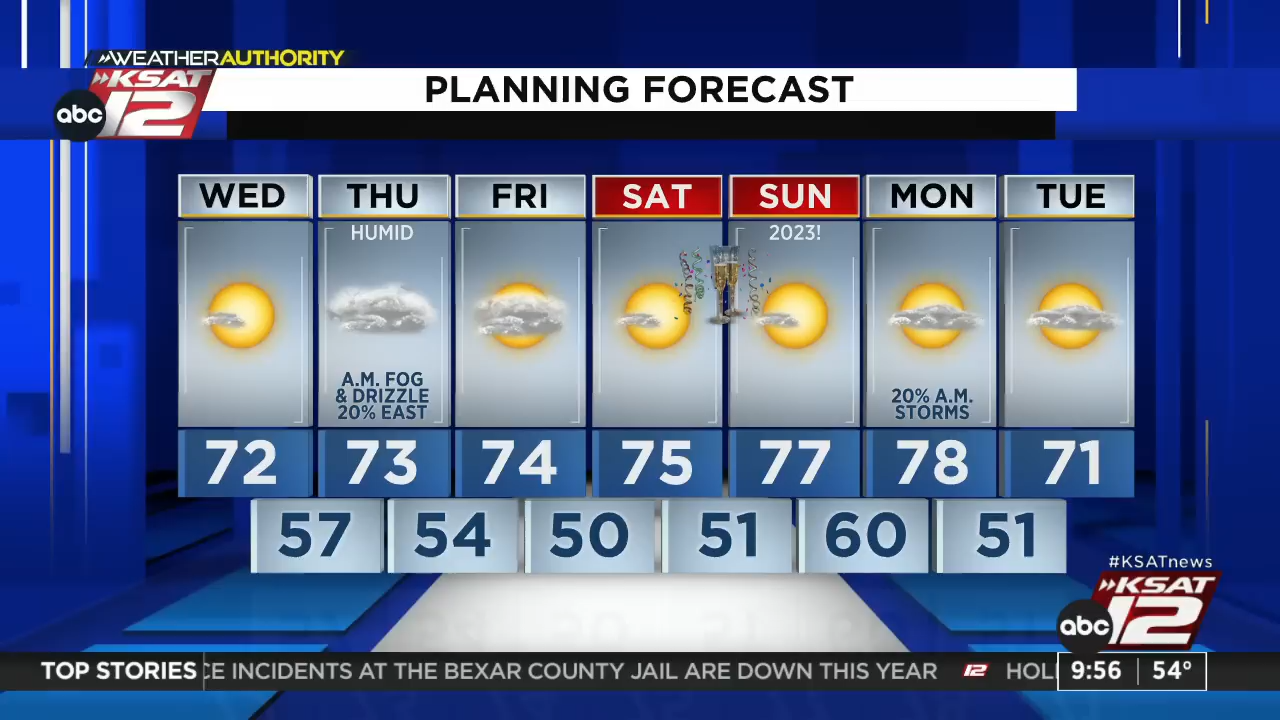 WEATHERAUTHORITY
KSAT
abc 12
PLANNING FORECAST
WED THU FRI SAT SUN MON TUE
HUMID 2023!
A.M. FOG
& DRIZZLE
20% EAST
20% A.M.
STORMS
72 73 74 75 77 78 71
57 54 50 51 60 51
#KSATnews
KSAT
abc 12
TOP STORIES CE INCIDENTS AT THE BEXAR COUNTY JAIL ARE DOWN THIS YEAR 12 HOLI 9:56 54°